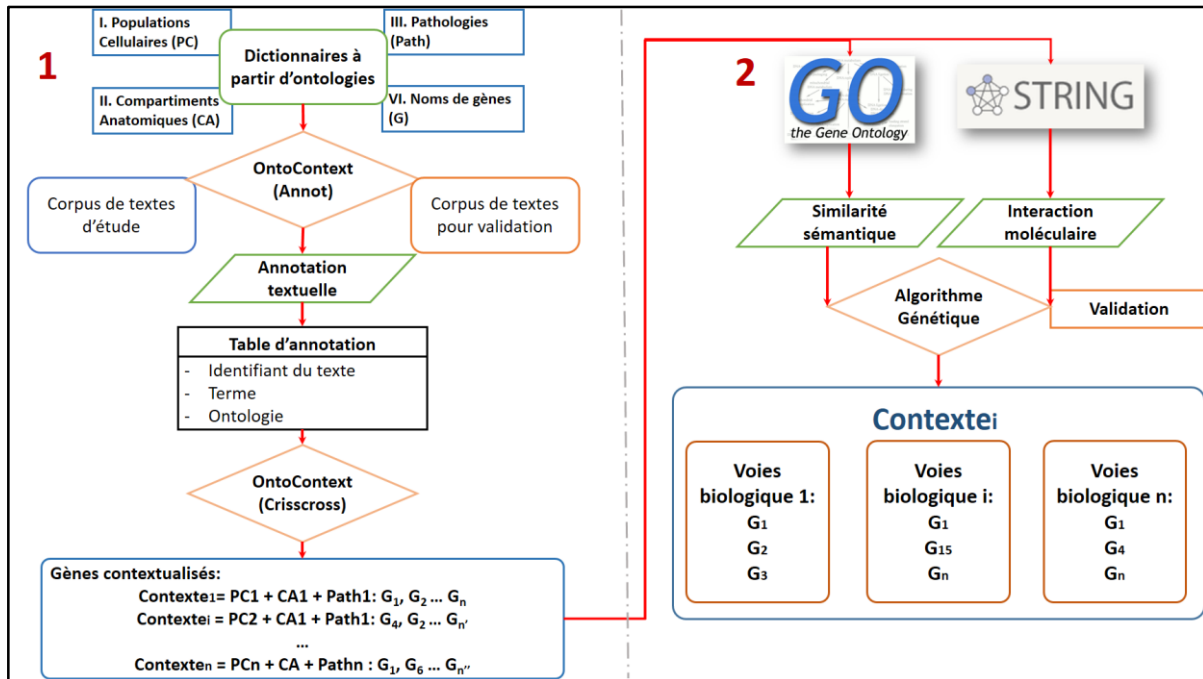 1
I. Populations
Cellulaires (PC)
III. Pathologies
(Path)
Dictionnaires à
partir d'ontologies
II. Compartiments
Anatomiques (CA)
VI. Noms de gènes
(G)
OntoContext
(Annot)
Corpus de textes
d'étude
Corpus de textes
pour validation
Annotation
textuelle
Table d'annotation
- Identifiant du texte
- Terme
- Ontologie
OntoContext
(Crisscross)
Gènes contextualisés:
Contexte₁= PC1 + CA1 + Path1: G₁, G₂ ... Gₙ
Contexteᵢ = PC2 + CA1 + Path1: G₄, G₂ ... Gₙ'
...
Contexteₙ = PCn + CA + Pathn : G₁, G₆ ... Gₙ''
2
GO
the Gene Ontology
STRING
Similarité
sémantique
Interaction
moléculaire
Algorithme
Génétique
Validation
Contexteᵢ
Voies
biologique 1:
G₁
G₂
G₃
Voies
biologique i:
G₁
G₁₅
Gₙ
Voies
biologique n:
G₁
G₄
Gₙ